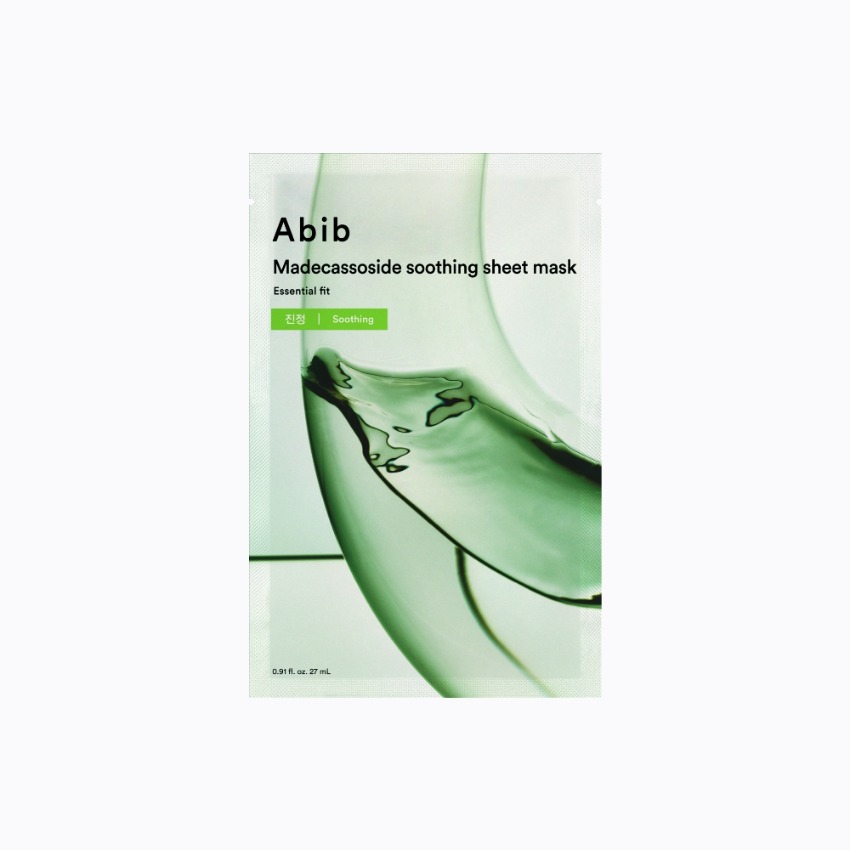 Abib
Madecassoside soothing sheet mask
Essential fit
진정 | Soothing
0.91 fl. oz. 27 mL